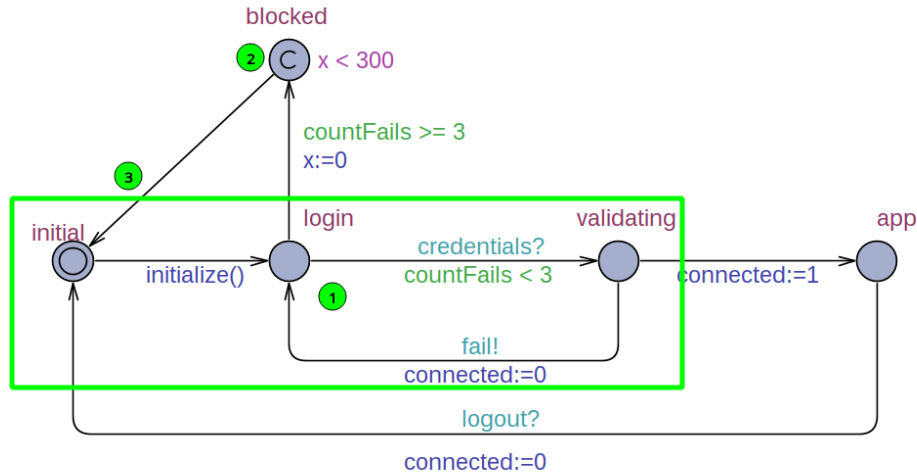 blocked
2
C
x < 300
countFails >= 3
x:=0
3
initial
login
validating
app
credentials?
initialize()
countFails < 3
connected:=1
1
fail!
connected:=0
logout?
connected:=0